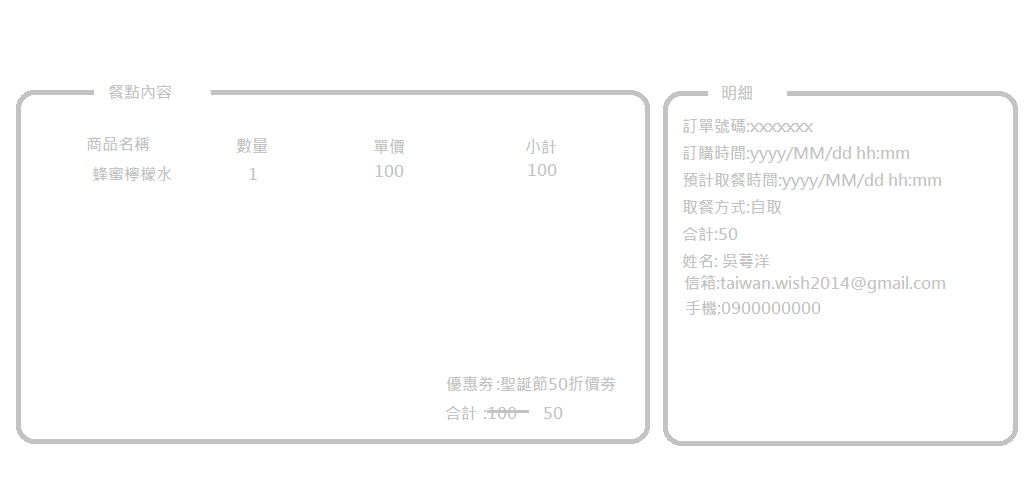 餐點內容
商品名稱 數量 單價 小計
蜂蜜檸檬水 1 100 100
優惠券:聖誕節50折價券
合計 :100 50
明細
訂單號碼:xxxxxxx
訂購時間:yyyy/MM/dd hh:mm
預計取餐時間:yyyy/MM/dd hh:mm
取餐方式:自取
合計:50
姓名: 吳蕚洋
信箱:taiwan.wish2014@gmail.com
手機:0900000000